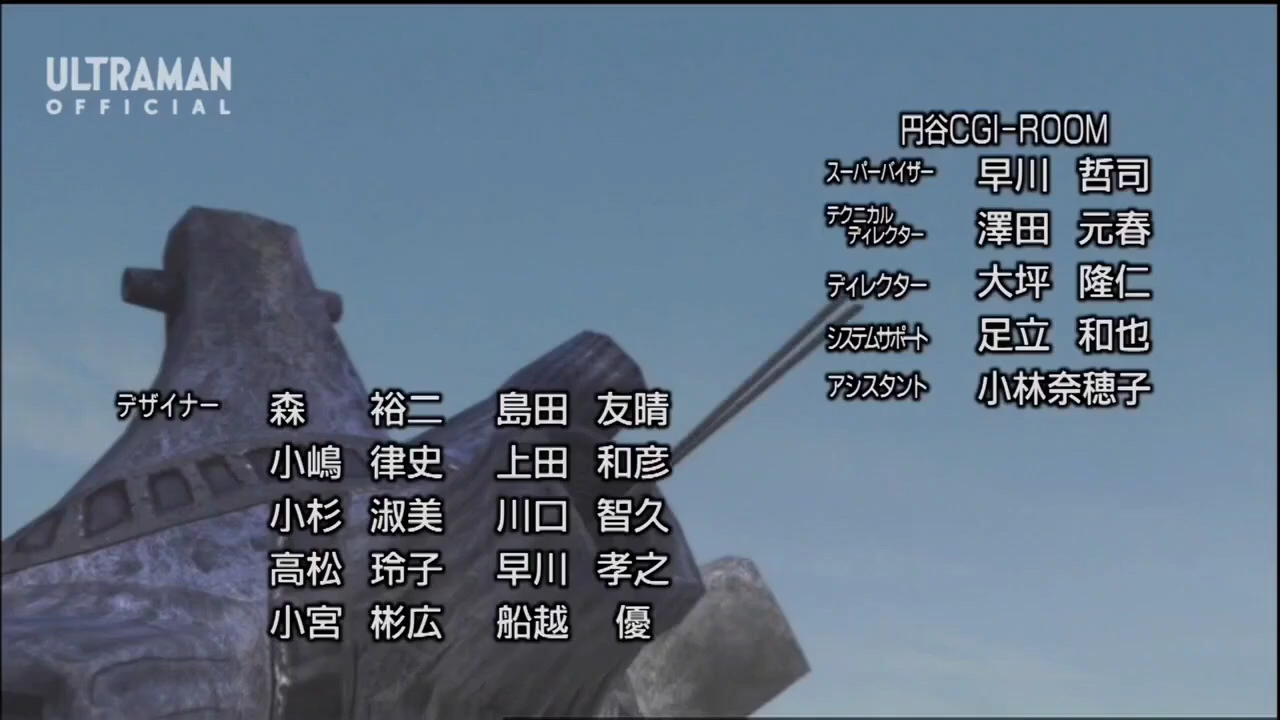 ULTRAMAN
OFFICIAL
円谷CGI-ROOM
スーパーバイザー 早川 哲司
テクニカル
ディレクター 澤田 元春
ディレクター 大坪 隆仁
システムサポート 足立 和也
アシスタント 小林奈穂子
デザイナー 森 裕二 島田 友晴
小嶋 律史 上田 和彦
小杉 淑美 川口 智久
高松 玲子 早川 孝之
小宮 彬広 船越 優